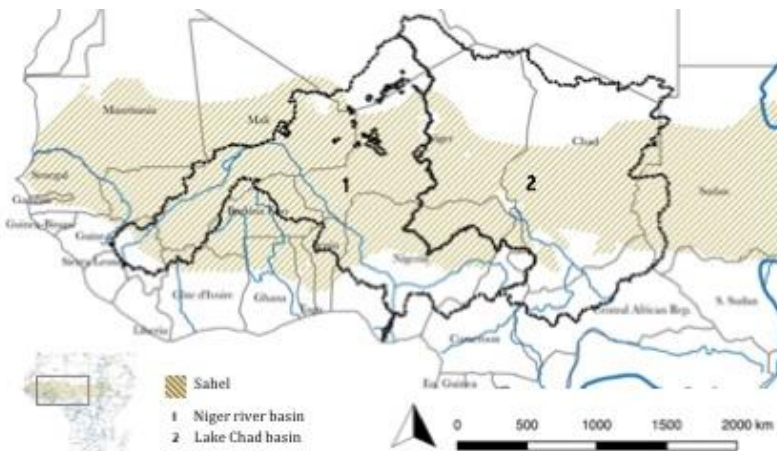 Mauritania
Mali
Niger
Chad
Sudan
1
2
Senegal
Guinea-Bissau
Guinea
Sierra Leone
Nigeria
Côte d'Ivoire
Ghana
Togo
Liberia
Central African Rep.
S. Sudan
Cameroon
Eq. Guinea
Sahel
1 Niger river basin
2 Lake Chad basin
0 500 1000 1500 2000 km